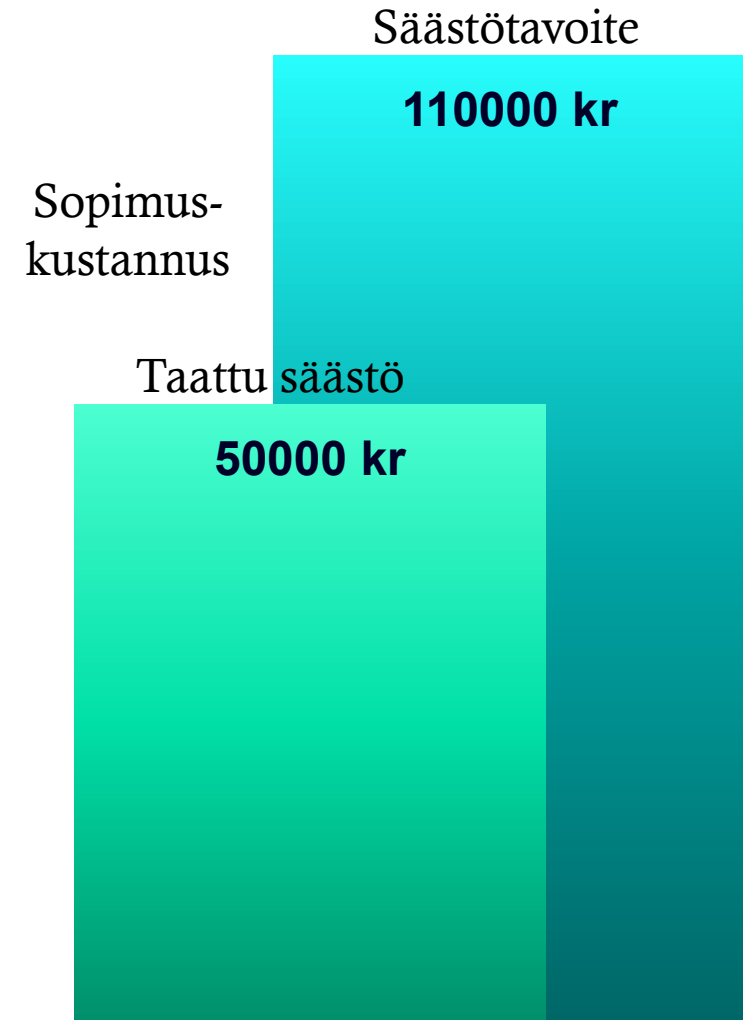 Säästötavoite
110000 kr
Sopimus-
kustannus
Taattu säästö
50000 kr